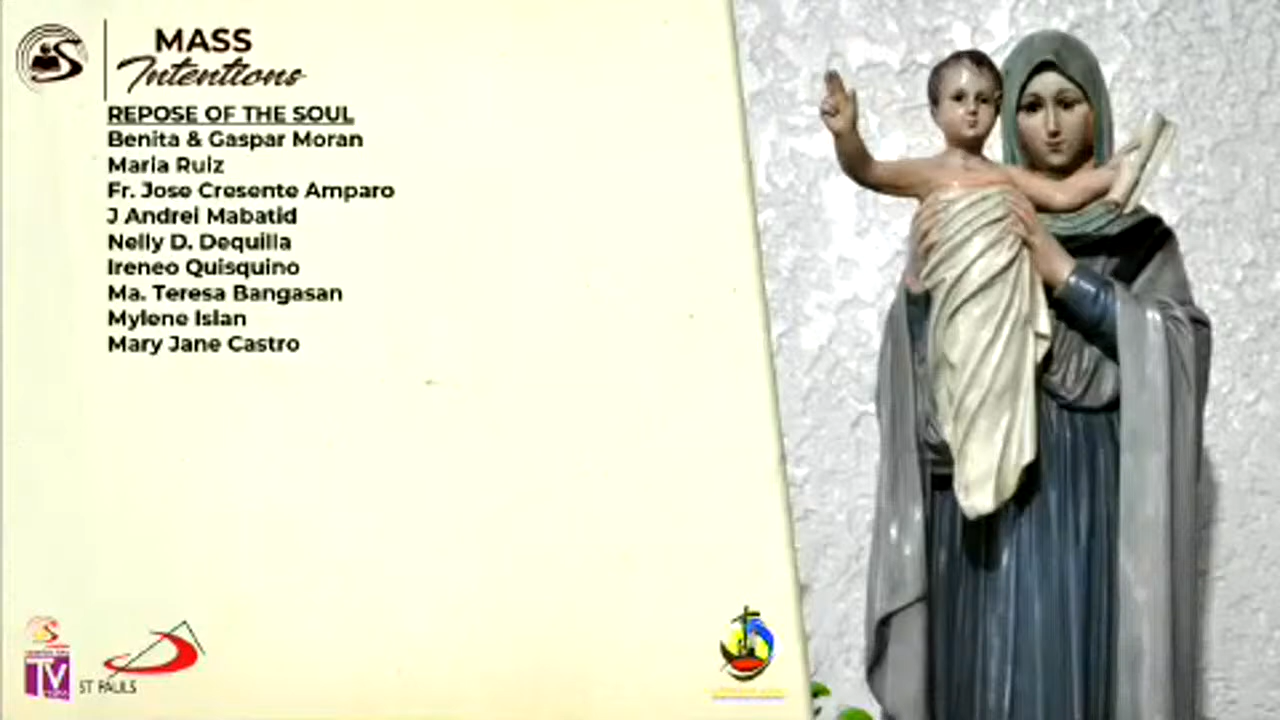 MASS
Intentions
REPOSE OF THE SOUL
Benita & Gaspar Moran
Maria Ruiz
Fr. Jose Cresente Amparo
J Andrei Mabatid
Nelly D. Dequilla
Ireneo Quisquino
Ma. Teresa Bangasan
Mylene Islan
Mary Jane Castro
TV
ST PAULS